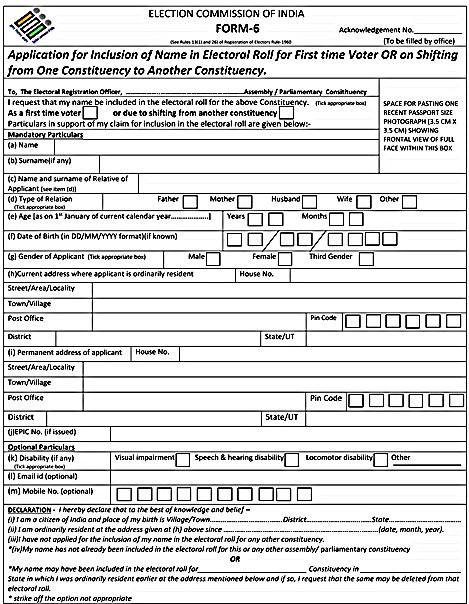 ELECTION COMMISSION OF INDIA
FORM-6
Acknowledgement No.
(See Rules 13(1) and 26) of Registration of Electors Rule-1960
(To be filled by office)
Application for Inclusion of Name in Electoral Roll for First time Voter OR on Shifting
from One Constituency to Another Constituency.
To, The Electoral Registration Officer, ........................................Assembly / Parliamentary Constituency
I request that my name be included in the electoral roll for the above Constituency. (Tick appropriate box)
As a first time voter or due to shifting from another constituency
Particulars in support of my claim for inclusion in the electoral roll are given below:-
SPACE FOR PASTING ONE
RECENT PASSPORT SIZE
PHOTOGRAPH (3.5 CM X
3.5 CM) SHOWING
FRONTAL VIEW OF FULL
FACE WITHIN THIS BOX
Mandatory Particulars
(a) Name
(b) Surname(if any)
(c) Name and surname of Relative of
Applicant (see item (d))
(d) Type of Relation Father Mother Husband Wife Other
(Tick appropriate box)
(e) Age [as on 1st January of current calendar year..................] Years Months
(f) Date of Birth (in DD/MM/YYYY format)(if known) / /
(g) Gender of Applicant (Tick appropriate box) Male Female Third Gender
(h)Current address where applicant is ordinarily resident House No.
Street/Area/Locality
Town/Village
Post Office Pin Code
District State/UT
(i) Permanent address of applicant House No.
Street/Area/Locality
Town/Village
Post Office Pin Code
District State/UT
(j)EPIC No. (if issued)
Optional Particulars
(k) Disability (if any) Visual impairment Speech & hearing disability Locomotor disability Other
(Tick appropriate box)
(l) Email id (optional)
(m) Mobile No. (optional)
DECLARATION - I hereby declare that to the best of knowledge and belief –
(i) I am a citizen of India and place of my birth is Village/Town........................District........................State........................
(ii) I am ordinarily resident at the address given at (h) above since ........................................(date, month, year).
(iii)I have not applied for the inclusion of my name in the electoral roll for any other constituency.
*(iv)My name has not already been included in the electoral roll for this or any other assembly/ parliamentary constituency
OR
*My name may have been included in the electoral roll for Constituency in
State in which I was ordinarily resident earlier at the address mentioned below and if so, I request that the same may be deleted from that
electoral roll.
* strike off the option not appropriate